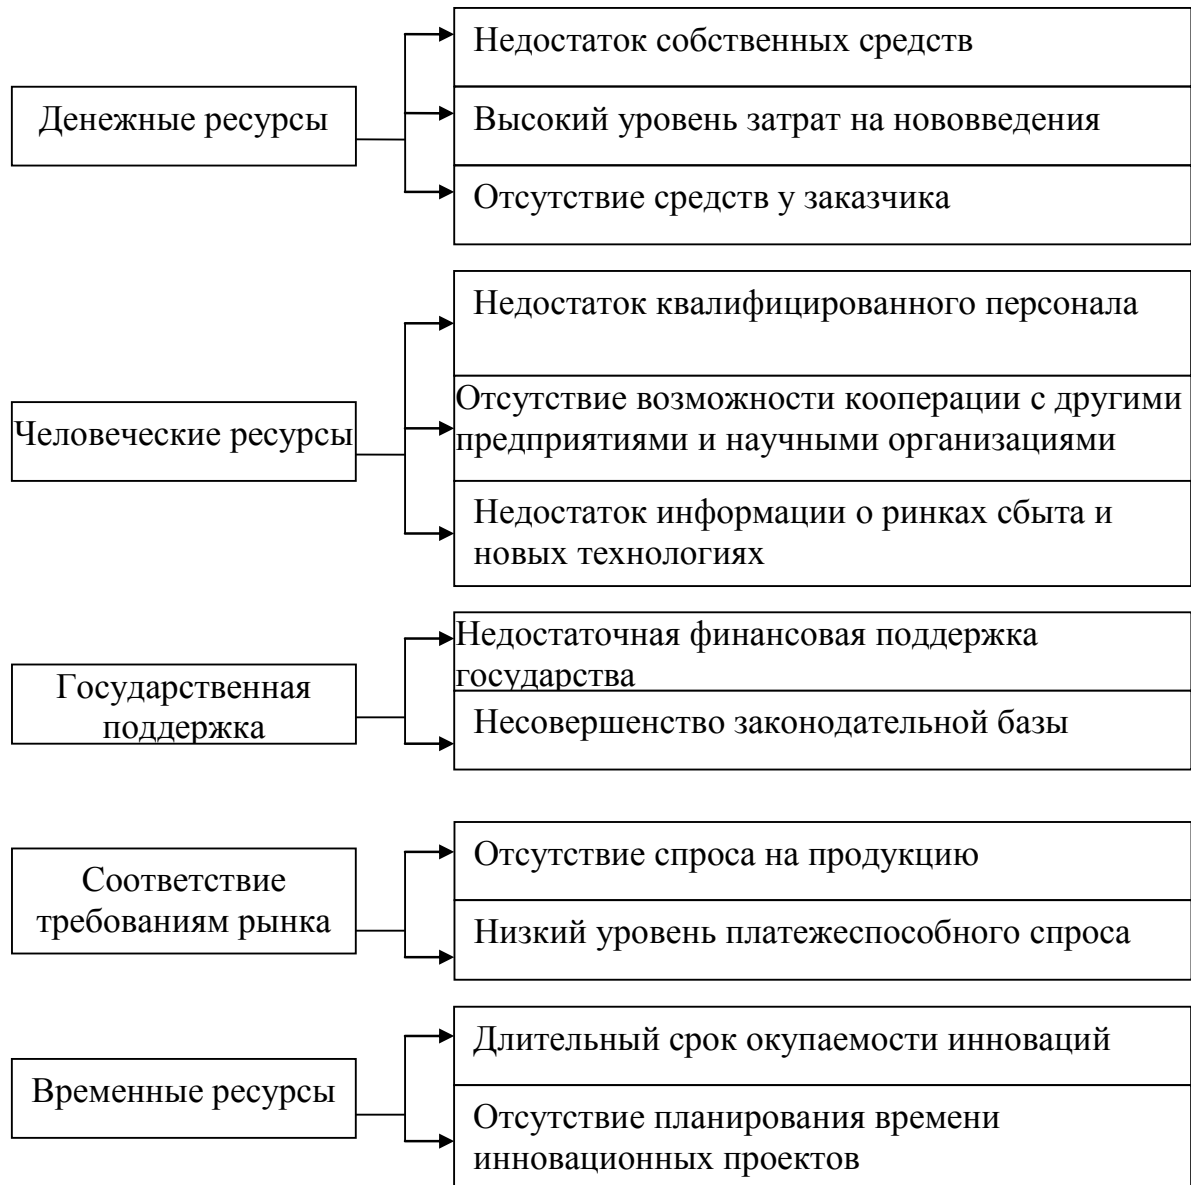 Денежные ресурсы
Недостаток собственных средств
Высокий уровень затрат на нововведения
Отсутствие средств у заказчика
Человеческие ресурсы
Недостаток квалифицированного персонала
Отсутствие возможности кооперации с другими
предприятиями и научными организациями
Недостаток информации о ринках сбыта и
новых технологиях
Государственная
поддержка
Недостаточная финансовая поддержка
государства
Несовершенство законодательной базы
Соответствие
требованиям рынка
Отсутствие спроса на продукцию
Низкий уровень платежеспособного спроса
Временные ресурсы
Длительный срок окупаемости инноваций
Отсутствие планирования времени
инновационных проектов